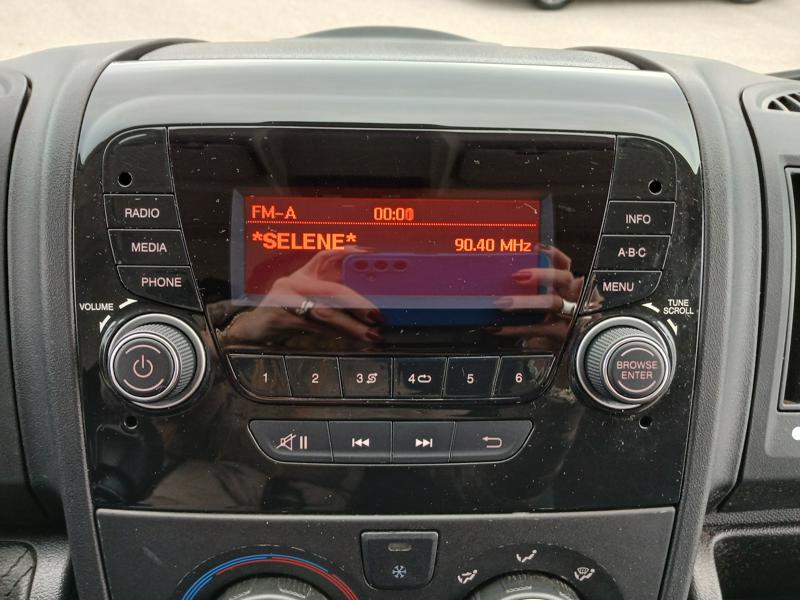 FM-A 00:00
*SELENE* 90.40 MHz
RADIO
MEDIA
PHONE
INFO
A·B·C
MENU
VOLUME
TUNE
SCROLL
BROWSE
ENTER
1 2 3 4 5 6